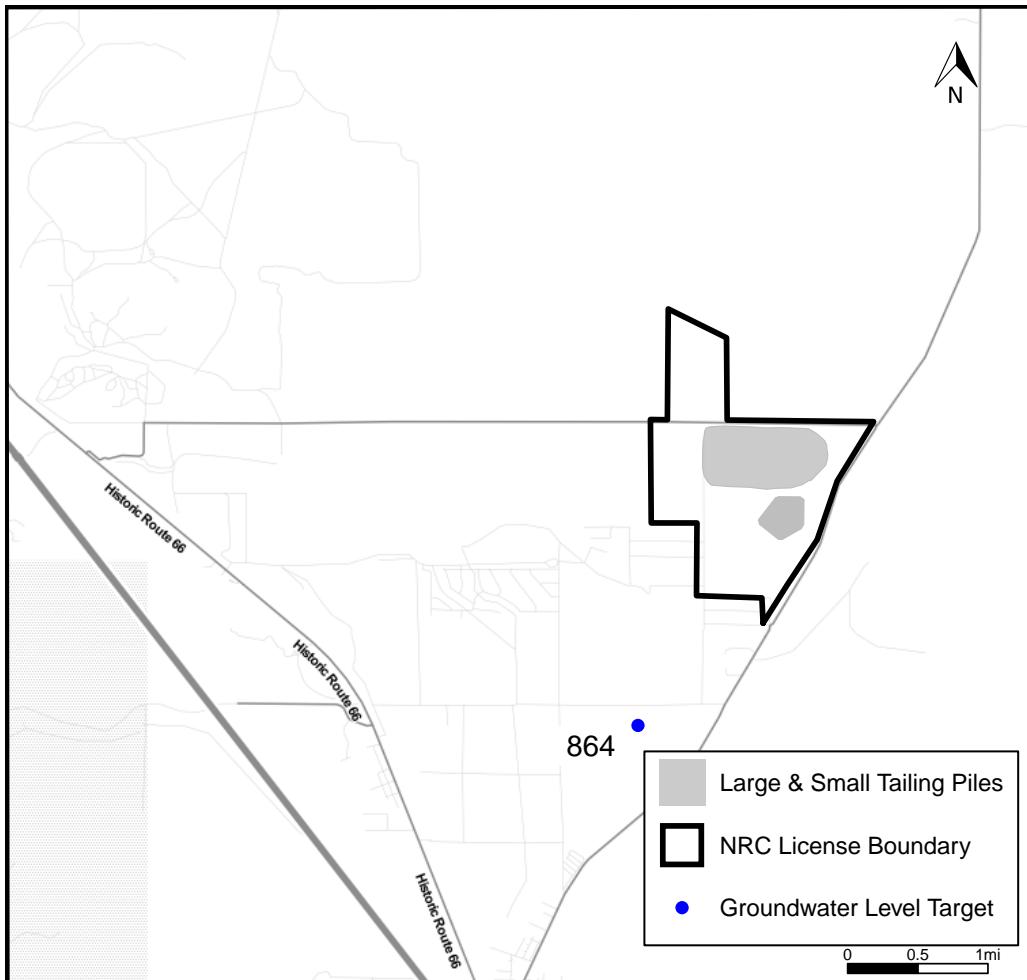 N
Historic Route 66
Historic Route 66
864
Large & Small Tailing Piles
NRC License Boundary
Historic Route 66
Groundwater Level Target
0 0.5 1mi